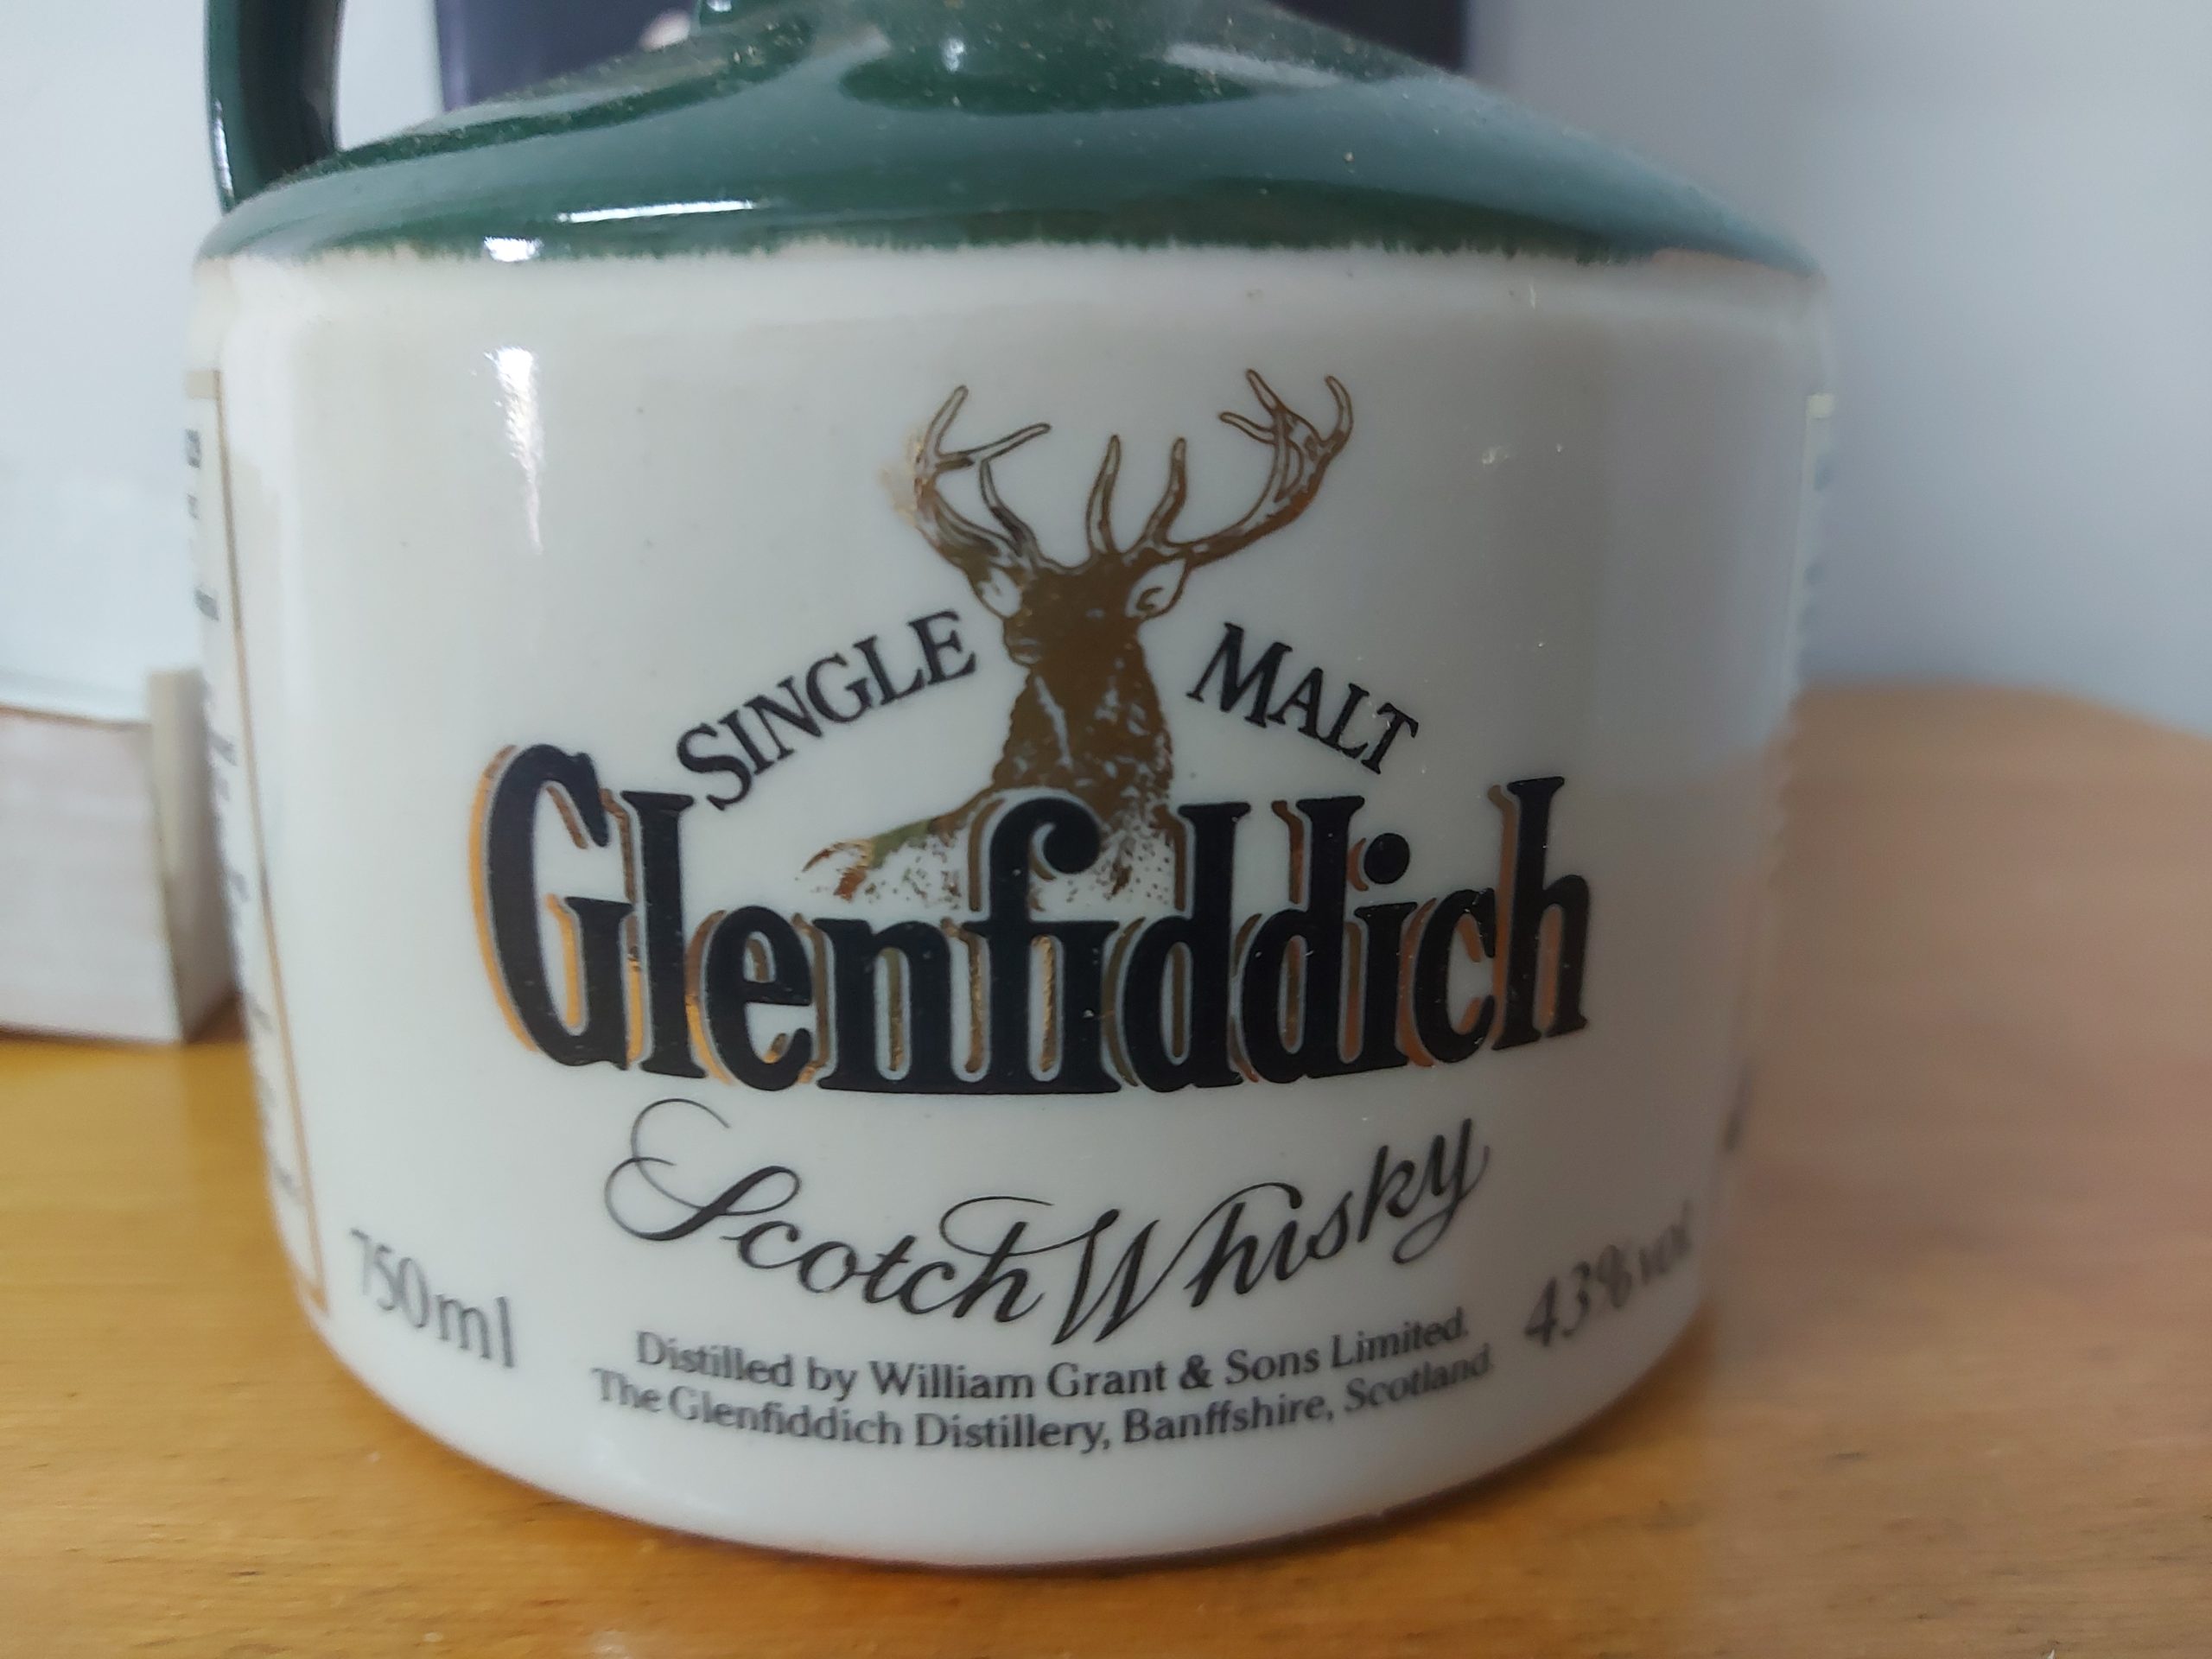 SINGLE MALT
Glenfiddich
Scotch Whisky
750ml
43%vol
Distilled by William Grant & Sons Limited.
The Glenfiddich Distillery, Banffshire, Scotland.